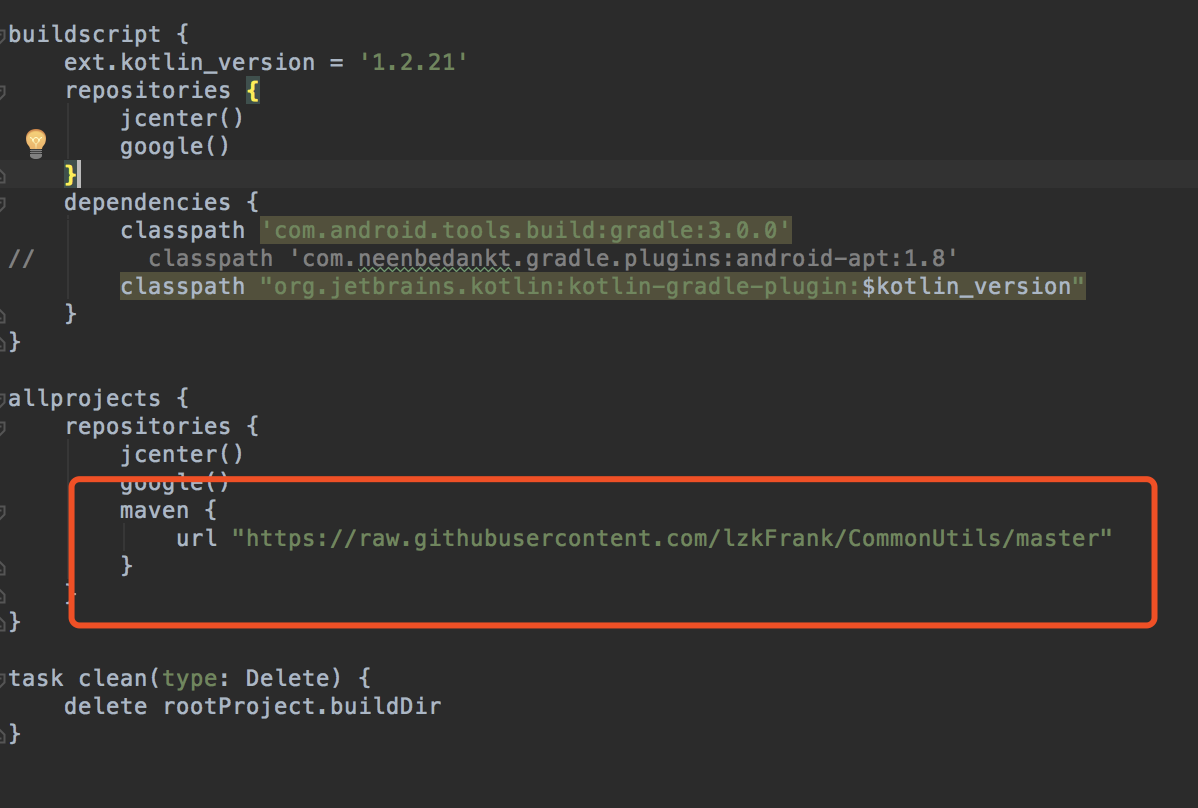 buildscript {
    ext.kotlin_version = '1.2.21'
    repositories {
        jcenter()
        google()
    }
    dependencies {
        classpath 'com.android.tools.build:gradle:3.0.0'
//        classpath 'com.neenbedankt.gradle.plugins:android-apt:1.8'
        classpath "org.jetbrains.kotlin:kotlin-gradle-plugin:$kotlin_version"
    }
}

allprojects {
    repositories {
        jcenter()
        google()
        maven {
            url "https://raw.githubusercontent.com/lzkFrank/CommonUtils/master"
        }
    }
}

task clean(type: Delete) {
    delete rootProject.buildDir
}